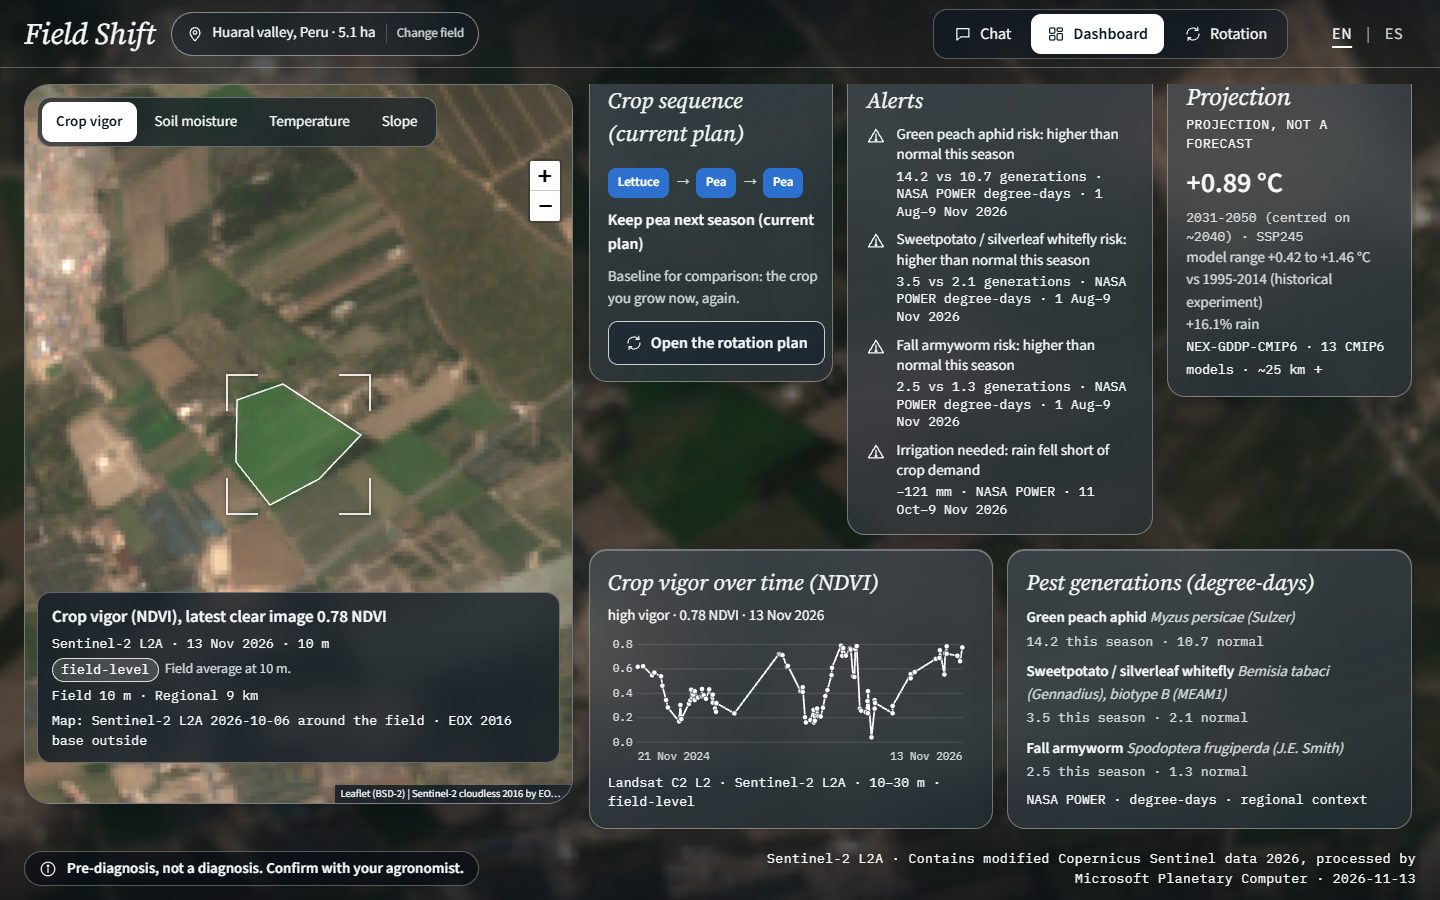 Field Shift
Huaral valley, Peru · 5.1 ha
Change field
Chat
Dashboard
Rotation
EN | ES
Crop vigor
Soil moisture
Temperature
Slope
+
−
Crop vigor (NDVI), latest clear image 0.78 NDVI
Sentinel-2 L2A · 13 Nov 2026 · 10 m
field-level Field average at 10 m.
Field 10 m · Regional 9 km
Map: Sentinel-2 L2A 2026-10-06 around the field · EOX 2016
base outside
Leaflet (BSD-2) | Sentinel-2 cloudless 2016 by EO...
Crop sequence
(current plan)
Lettuce → Pea → Pea
Keep pea next season (current
plan)
Baseline for comparison: the crop
you grow now, again.
Open the rotation plan
Alerts
Green peach aphid risk: higher than
normal this season
14.2 vs 10.7 generations ·
NASA POWER degree-days · 1
Aug–9 Nov 2026
Sweetpotato / silverleaf whitefly risk:
higher than normal this season
3.5 vs 2.1 generations · NASA
POWER degree-days · 1 Aug–9
Nov 2026
Fall armyworm risk: higher than
normal this season
2.5 vs 1.3 generations · NASA
POWER degree-days · 1 Aug–9
Nov 2026
Irrigation needed: rain fell short of
crop demand
−121 mm · NASA POWER · 11
Oct–9 Nov 2026
Projection
PROJECTION, NOT A
FORECAST
+0.89 °C
2031-2050 (centred on
~2040) · SSP245
model range +0.42 to +1.46 °C
vs 1995-2014 (historical
experiment)
+16.1% rain
NEX-GDDP-CMIP6 · 13 CMIP6
models · ~25 km +
Crop vigor over time (NDVI)
high vigor · 0.78 NDVI · 13 Nov 2026
0.8
0.6
0.4
0.2
0.0
21 Nov 2024
13 Nov 2026
Landsat C2 L2 · Sentinel-2 L2A · 10–30 m ·
field-level
Pest generations (degree-days)
Green peach aphid Myzus persicae (Sulzer)
14.2 this season · 10.7 normal
Sweetpotato / silverleaf whitefly Bemisia tabaci
(Gennadius), biotype B (MEAM1)
3.5 this season · 2.1 normal
Fall armyworm Spodoptera frugiperda (J.E. Smith)
2.5 this season · 1.3 normal
NASA POWER · degree-days · regional context
Pre-diagnosis, not a diagnosis. Confirm with your agronomist.
Sentinel-2 L2A · Contains modified Copernicus Sentinel data 2026, processed by
Microsoft Planetary Computer · 2026-11-13